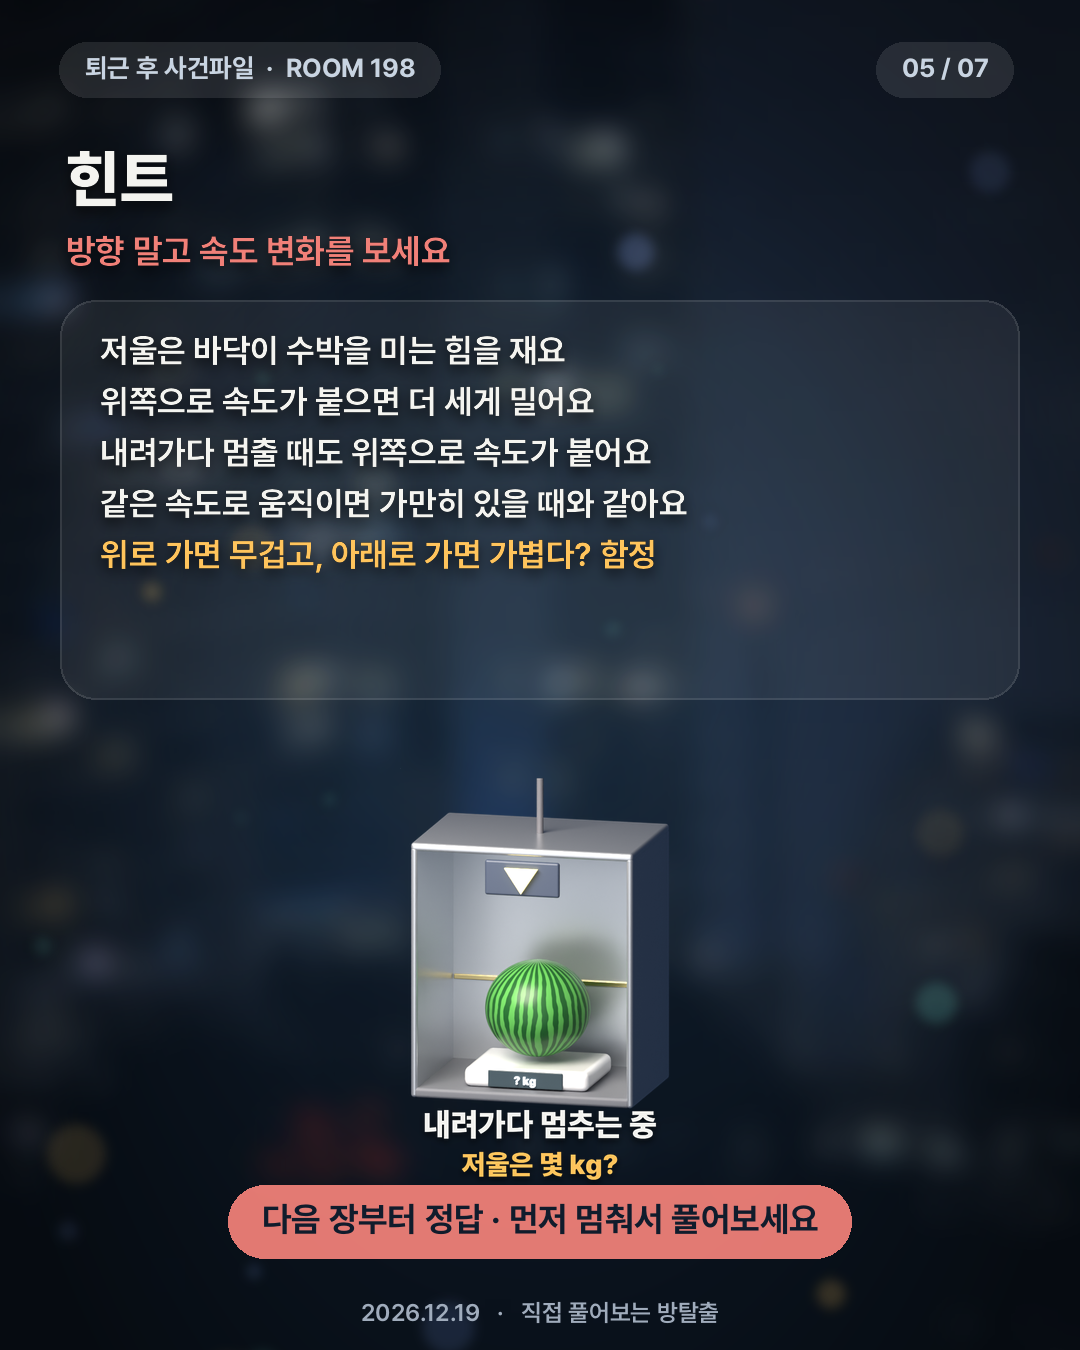 퇴근 후 사건파일 · ROOM 198
05 / 07
힌트
방향 말고 속도 변화를 보세요
저울은 바닥이 수박을 미는 힘을 재요
위쪽으로 속도가 붙으면 더 세게 밀어요
내려가다 멈출 때도 위쪽으로 속도가 붙어요
같은 속도로 움직이면 가만히 있을 때와 같아요
위로 가면 무겁고, 아래로 가면 가볍다? 함정
? kg
내려가다 멈추는 중
저울은 몇 kg?
다음 장부터 정답 · 먼저 멈춰서 풀어보세요
2026.12.19 · 직접 풀어보는 방탈출